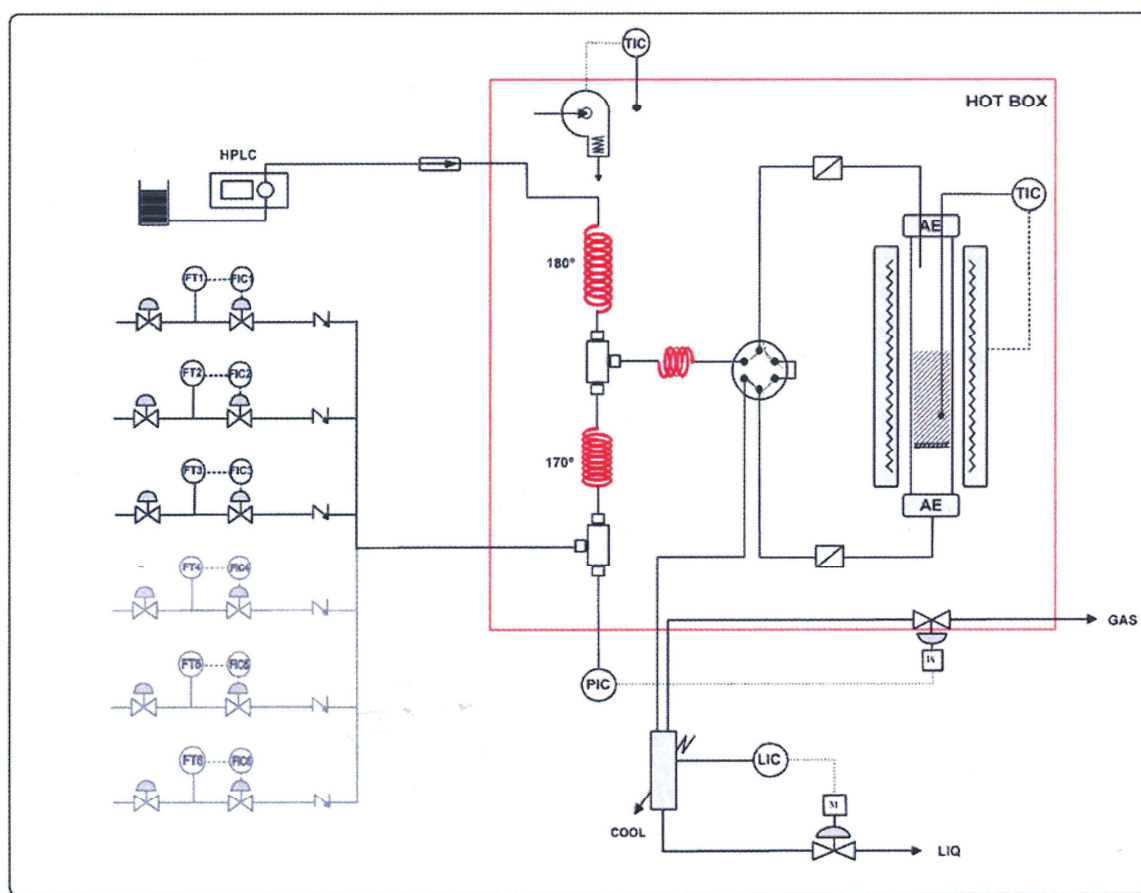 TIC
HOT BOX
HPLC
TIC
AE
180°
FT1 FIC1
FT2 FIC2
170°
FT3 FIC3
AE
FT4 FIC4
GAS
FT5 FIC5
PIC
FT6 FIC6
LIC
M
COOL
LIQ